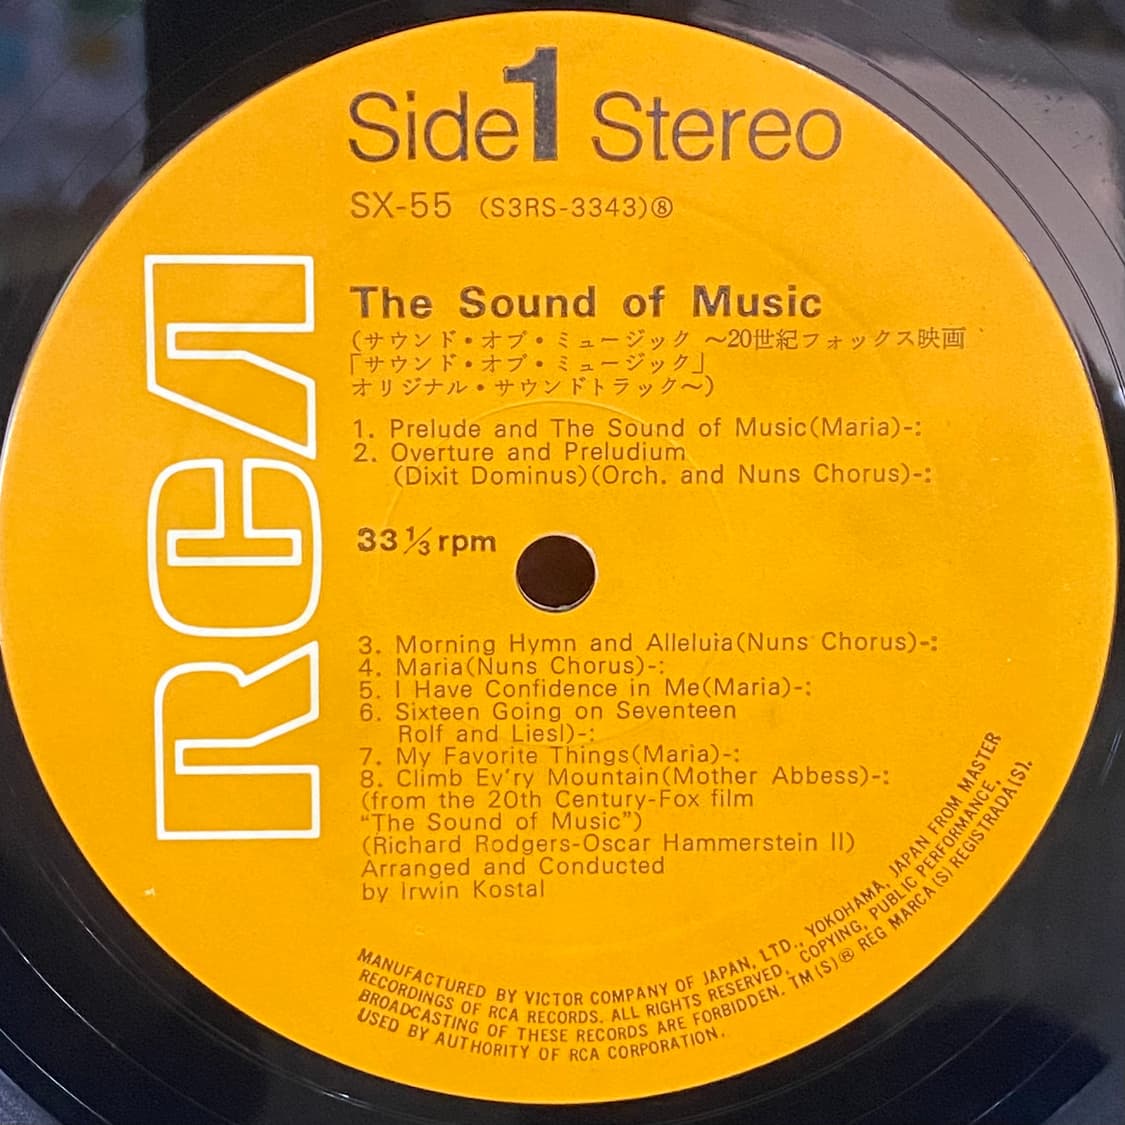 Side 1 Stereo
SX-55 (S3RS-3343)⑧
RCA
The Sound of Music
(サウンド・オブ・ミュージック 〜20世紀フォックス映画
「サウンド・オブ・ミュージック」
オリジナル・サウンドトラック〜)
1. Prelude and The Sound of Music(Maria)-:
2. Overture and Preludium
(Dixit Dominus)(Orch. and Nuns Chorus)-:
33 1/3 rpm
3. Morning Hymn and Alleluia(Nuns Chorus)-:
4. Maria(Nuns Chorus)-:
5. I Have Confidence in Me(Maria)-:
6. Sixteen Going on Seventeen
Rolf and Liesl)-:
7. My Favorite Things(Maria)-:
8. Climb Ev'ry Mountain(Mother Abbess)-:
(from the 20th Century-Fox film
“The Sound of Music”)
(Richard Rodgers-Oscar Hammerstein II)
Arranged and Conducted
by Irwin Kostal
MANUFACTURED BY VICTOR COMPANY OF JAPAN, LTD., YOKOHAMA, JAPAN FROM MASTER
RECORDINGS OF RCA RECORDS. ALL RIGHTS RESERVED. COPYING, PUBLIC PERFORMANCE,
BROADCASTING OF THESE RECORDS ARE FORBIDDEN. TM(S)® REG MARCA(S) REGISTRADA(S).
USED BY AUTHORITY OF RCA CORPORATION.